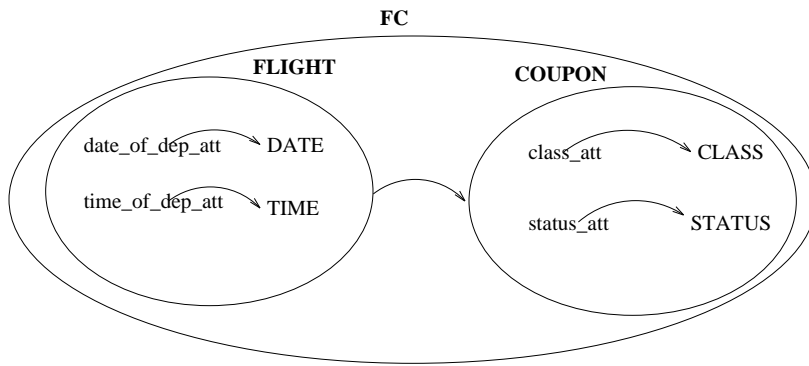 FC
FLIGHT
COUPON
date_of_dep_att DATE
time_of_dep_att TIME
class_att CLASS
status_att STATUS